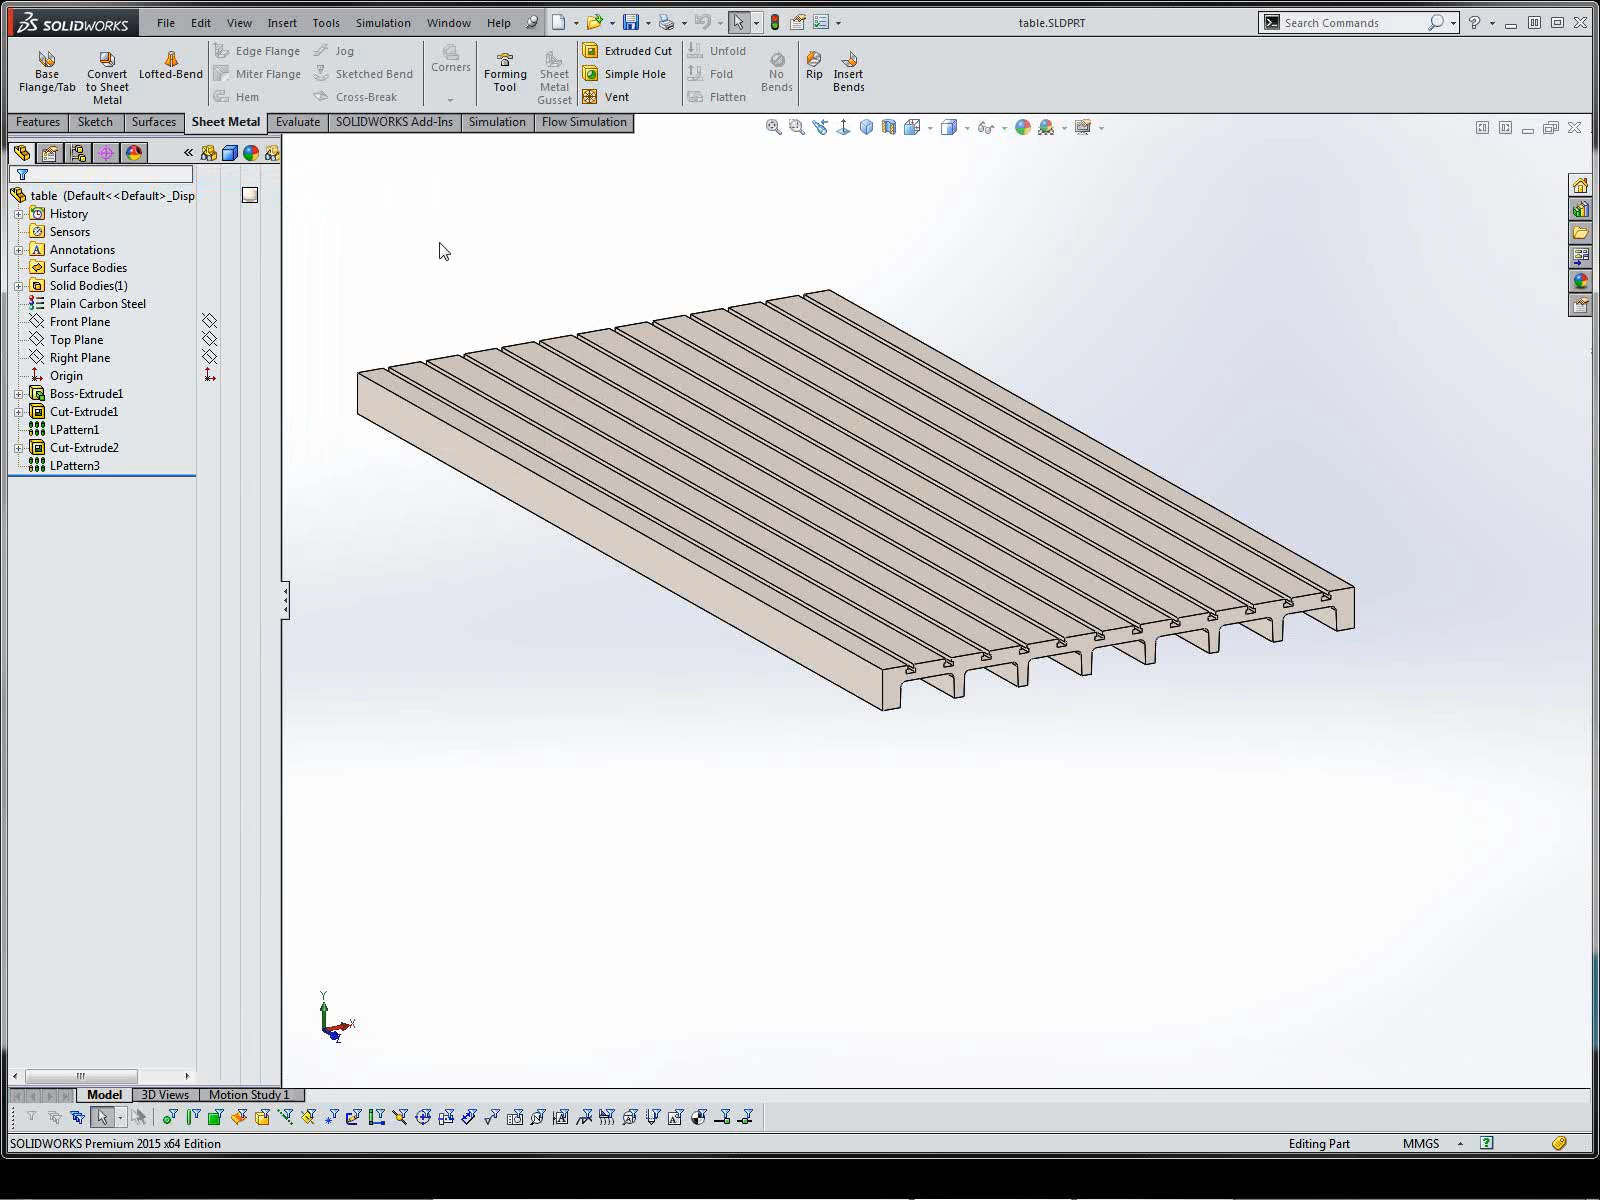 SOLIDWORKS File Edit View Insert Tools Simulation Window Help table.SLDPRT Search Commands
Edge Flange Jog Extruded Cut Unfold
Base Flange/Tab Convert to Sheet Metal Lofted-Bend Miter Flange Sketched Bend Corners Forming Tool Sheet Metal Gusset Simple Hole Fold No Bends Rip Insert Bends
Hem Cross-Break Vent Flatten
Features Sketch Surfaces Sheet Metal Evaluate SOLIDWORKS Add-Ins Simulation Flow Simulation
table (Default<<Default>_Disp
History
Sensors
Annotations
Surface Bodies
Solid Bodies(1)
Plain Carbon Steel
Front Plane
Top Plane
Right Plane
Origin
Boss-Extrude1
Cut-Extrude1
LPattern1
Cut-Extrude2
LPattern3
Y
X
Z
Model 3D Views Motion Study 1
SOLIDWORKS Premium 2015 x64 Edition Editing Part MMGS